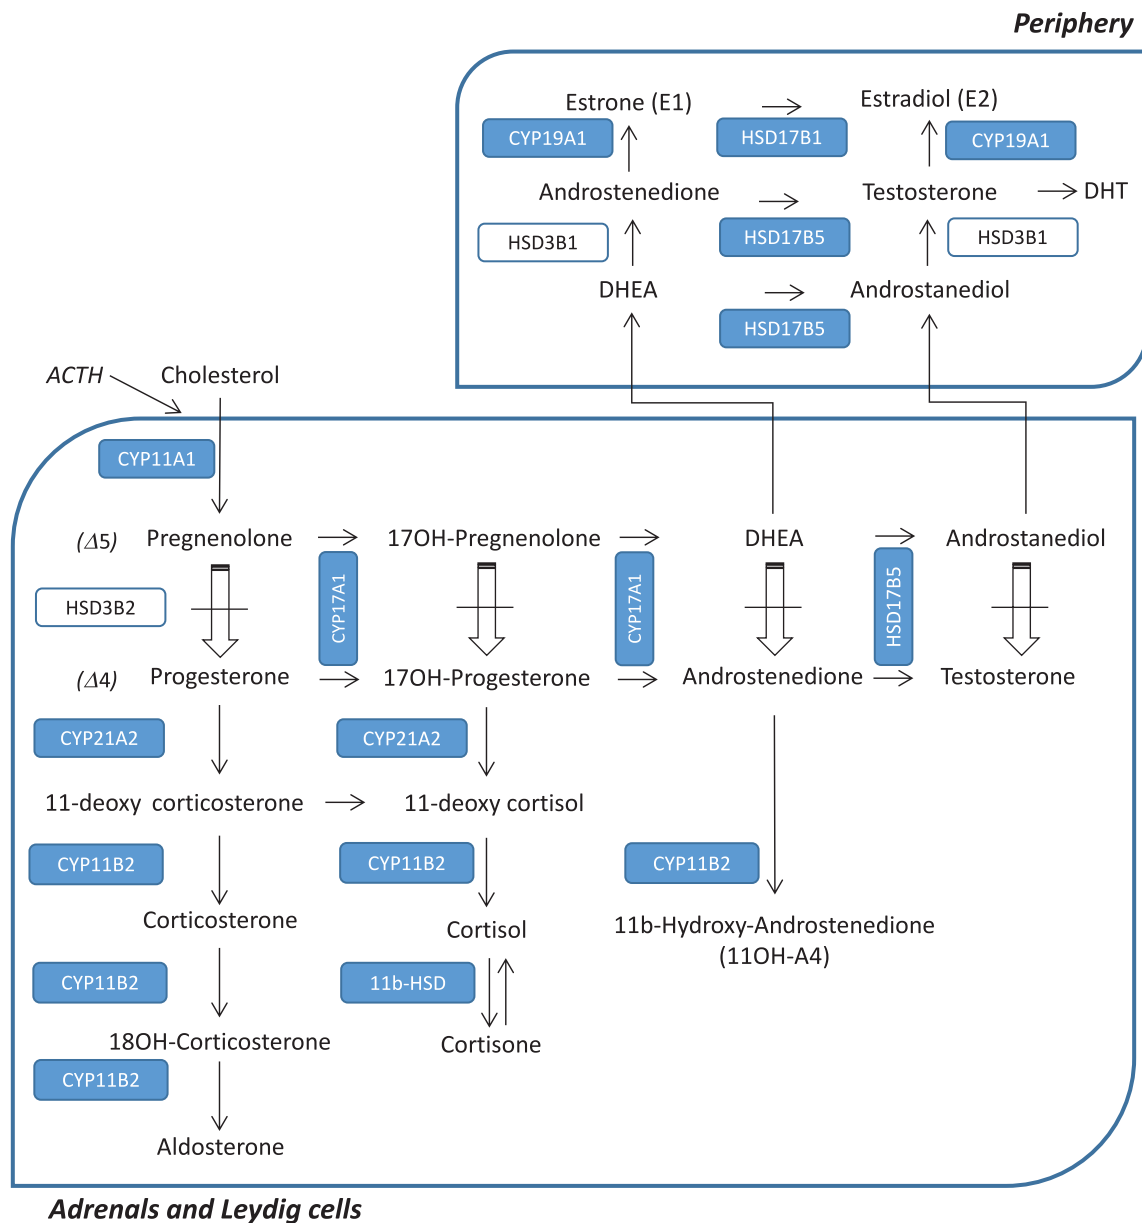 Periphery
Estrone (E1)
Estradiol (E2)
CYP19A1
HSD17B1
CYP19A1
Androstenedione
Testosterone
DHT
HSD3B1
HSD17B5
HSD3B1
DHEA
Androstanediol
HSD17B5
ACTH
Cholesterol
CYP11A1
(Δ5)
Pregnenolone
17OH-Pregnenolone
DHEA
Androstanediol
HSD3B2
CYP17A1
CYP17A1
HSD17B5
(Δ4)
Progesterone
17OH-Progesterone
Androstenedione
Testosterone
CYP21A2
CYP21A2
11-deoxy corticosterone
11-deoxy cortisol
CYP11B2
CYP11B2
CYP11B2
Corticosterone
Cortisol
11b-Hydroxy-Androstenedione
(11OH-A4)
CYP11B2
11b-HSD
18OH-Corticosterone
Cortisone
CYP11B2
Aldosterone
Adrenals and Leydig cells